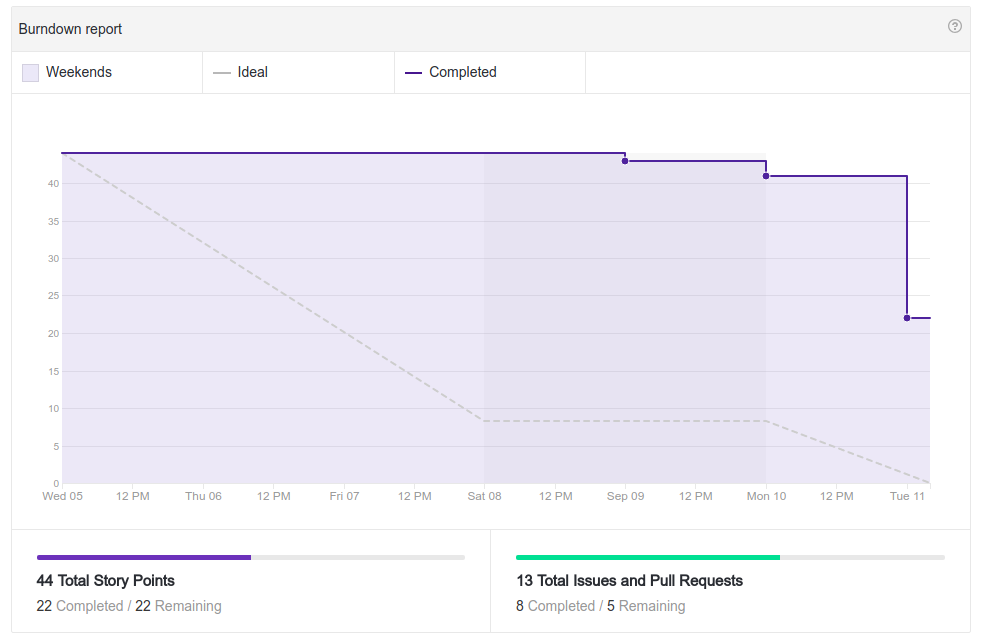 Burndown report
Weekends
Ideal
Completed
40
35
30
25
20
15
10
5
0
Wed 05 12 PM Thu 06 12 PM Fri 07 12 PM Sat 08 12 PM Sep 09 12 PM Mon 10 12 PM Tue 11
44 Total Story Points
22 Completed / 22 Remaining
13 Total Issues and Pull Requests
8 Completed / 5 Remaining